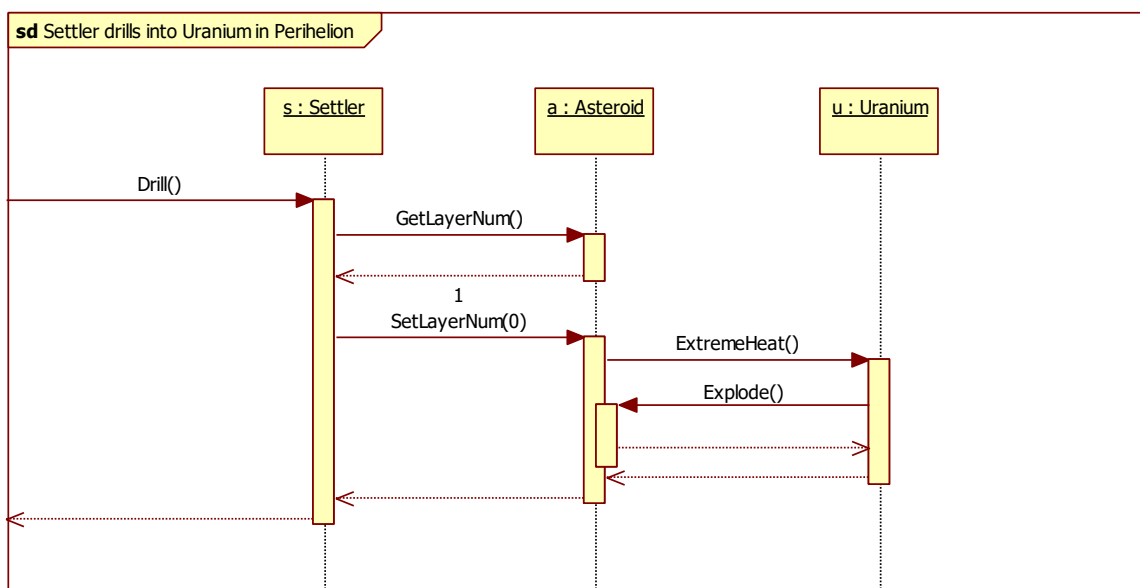 sd Settler drills into Uranium in Perihelion
s : Settler
a : Asteroid
u : Uranium
Drill()
GetLayerNum()
1
SetLayerNum(0)
ExtremeHeat()
Explode()